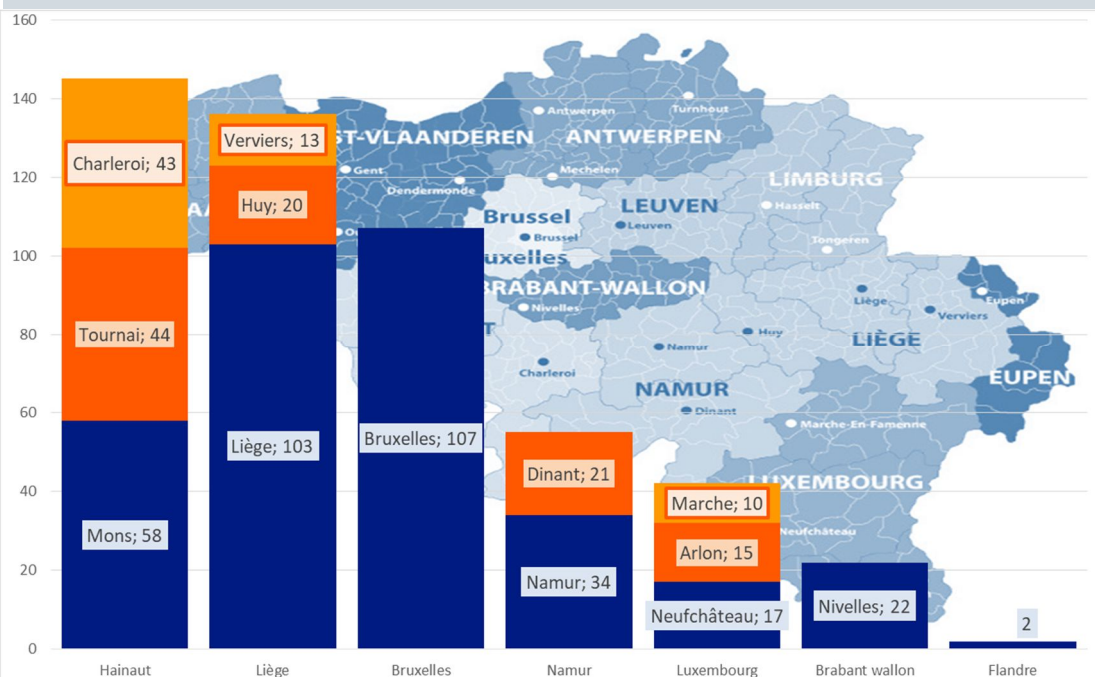 160
140
120
100
80
60
40
20
0
Charleroi; 43
Tournai; 44
Mons; 58
Verviers; 13
Huy; 20
Liège; 103
Bruxelles; 107
Dinant; 21
Namur; 34
Marche; 10
Arlon; 15
Neufchâteau; 17
Nivelles; 22
2
Hainaut
Liège
Bruxelles
Namur
Luxembourg
Brabant wallon
Flandre
Antwerpen
Turnhout
ST-VLAANDEREN
ANTWERPEN
Gent
Mechelen
Dendermonde
LIMBURG
Hasselt
LEUVEN
Leuven
Brussel
Brussel
uxelles
Tongeren
BRABANT-WALLON
Nivelles
Liège
Eupen
Verviers
Huy
LIÈGE
Namur
Charleroi
NAMUR
EUPEN
Dinant
Marche-En-Famenne
LUXEMBOURG
Neufchâteau